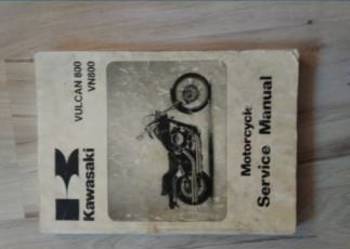 Kawasaki
VULCAN 800
VN800
Motorcycle
Service Manual